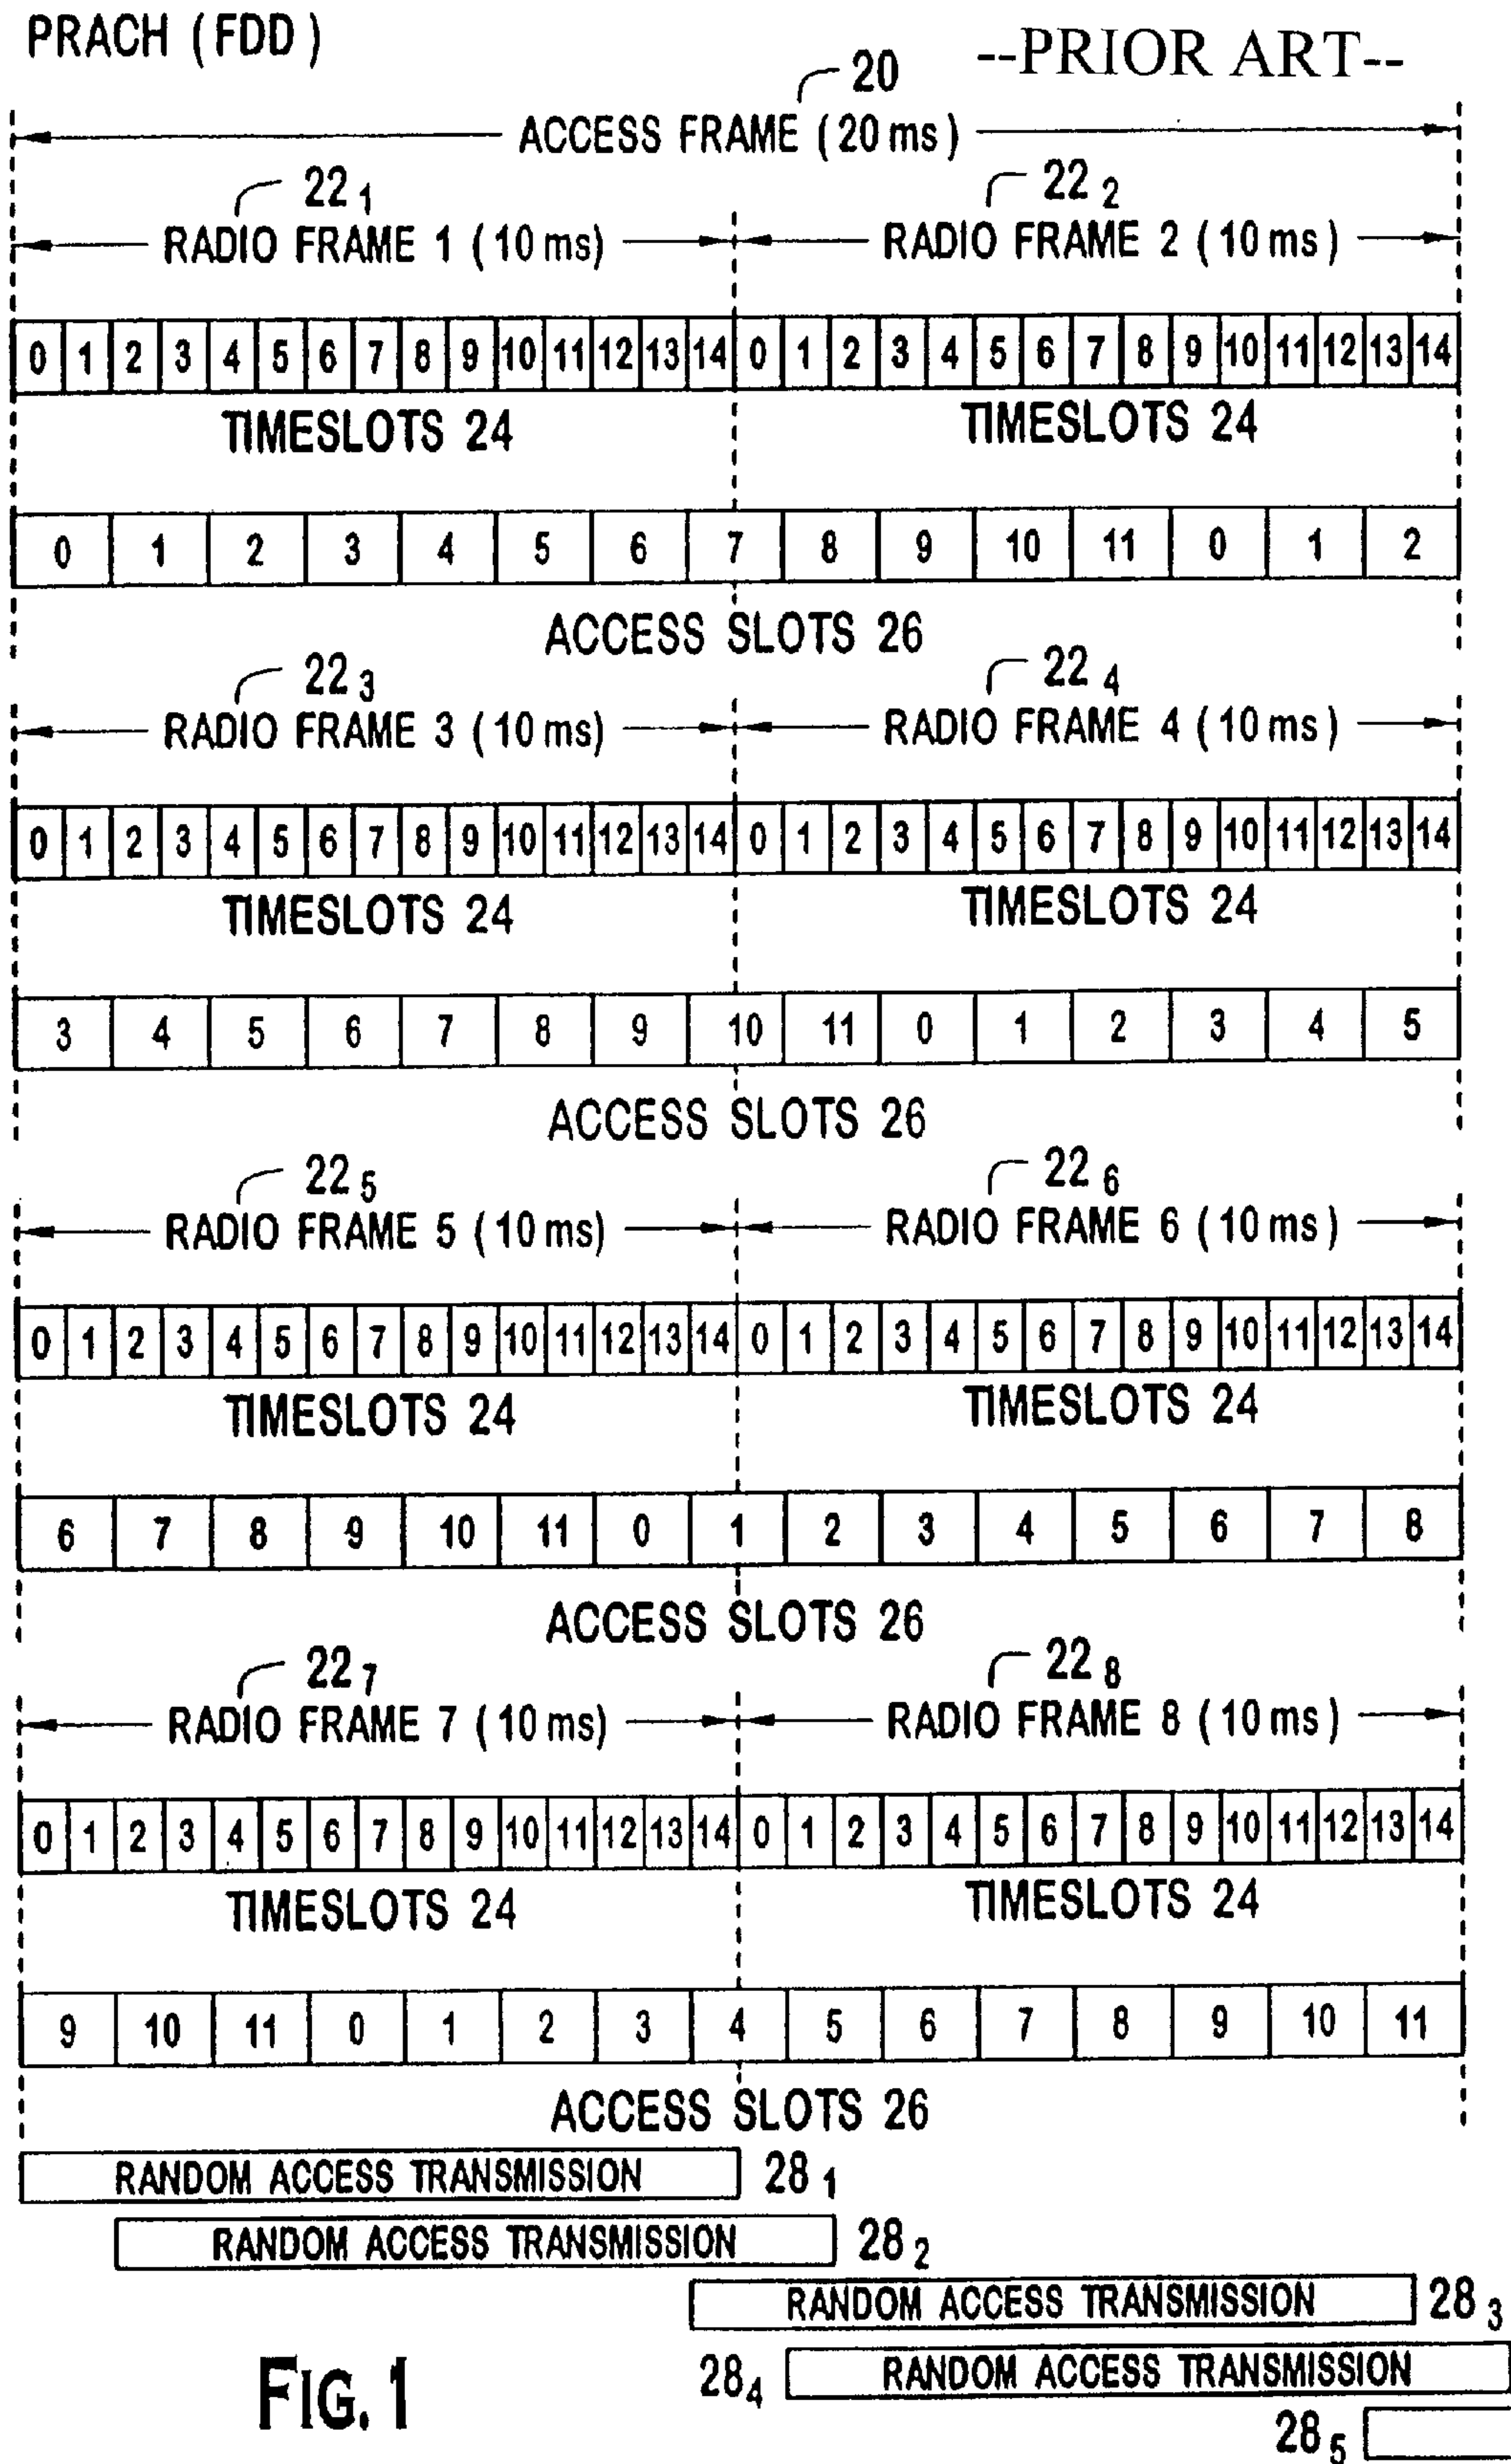 PRACH (FDD)
--PRIOR ART--
20
ACCESS FRAME (20 ms)
22 1
22 2
RADIO FRAME 1 (10 ms)
RADIO FRAME 2 (10 ms)
0 1 2 3 4 5 6 7 8 9 10 11 12 13 14 0 1 2 3 4 5 6 7 8 9 10 11 12 13 14
TIMESLOTS 24
TIMESLOTS 24
0 1 2 3 4 5 6 7 8 9 10 11 0 1 2
ACCESS SLOTS 26
22 3
22 4
RADIO FRAME 3 (10 ms)
RADIO FRAME 4 (10 ms)
0 1 2 3 4 5 6 7 8 9 10 11 12 13 14 0 1 2 3 4 5 6 7 8 9 10 11 12 13 14
TIMESLOTS 24
TIMESLOTS 24
3 4 5 6 7 8 9 10 11 0 1 2 3 4 5
ACCESS SLOTS 26
22 5
22 6
RADIO FRAME 5 (10 ms)
RADIO FRAME 6 (10 ms)
0 1 2 3 4 5 6 7 8 9 10 11 12 13 14 0 1 2 3 4 5 6 7 8 9 10 11 12 13 14
TIMESLOTS 24
TIMESLOTS 24
6 7 8 9 10 11 0 1 2 3 4 5 6 7 8
ACCESS SLOTS 26
22 7
22 8
RADIO FRAME 7 (10 ms)
RADIO FRAME 8 (10 ms)
0 1 2 3 4 5 6 7 8 9 10 11 12 13 14 0 1 2 3 4 5 6 7 8 9 10 11 12 13 14
TIMESLOTS 24
TIMESLOTS 24
9 10 11 0 1 2 3 4 5 6 7 8 9 10 11
ACCESS SLOTS 26
RANDOM ACCESS TRANSMISSION 28 1
RANDOM ACCESS TRANSMISSION 28 2
RANDOM ACCESS TRANSMISSION 28 3
28 4 RANDOM ACCESS TRANSMISSION
28 5
FIG. 1